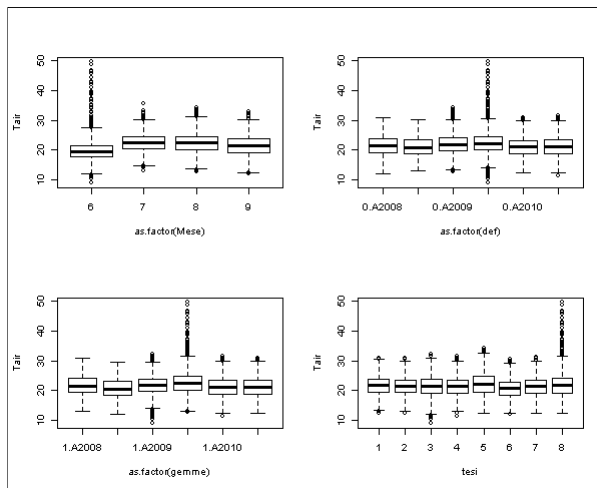 50
40
30
20
10
Tair
6 7 8 9
as.factor(Mese)
50
40
30
20
10
Tair
0.A2008 0.A2009 0.A2010
as.factor(def)
50
40
30
20
10
Tair
1.A2008 1.A2009 1.A2010
as.factor(gemme)
50
40
30
20
10
Tair
1 2 3 4 5 6 7 8
tesi